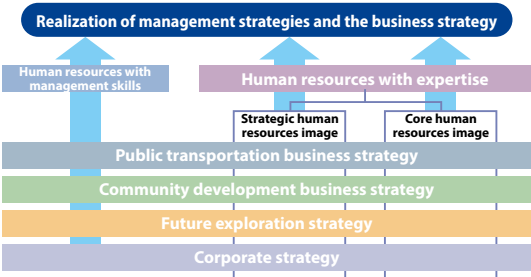 Realization of management strategies and the business strategy
Human resources with
management skills
Human resources with expertise
Strategic human
resources image
Core human
resources image
Public transportation business strategy
Community development business strategy
Future exploration strategy
Corporate strategy